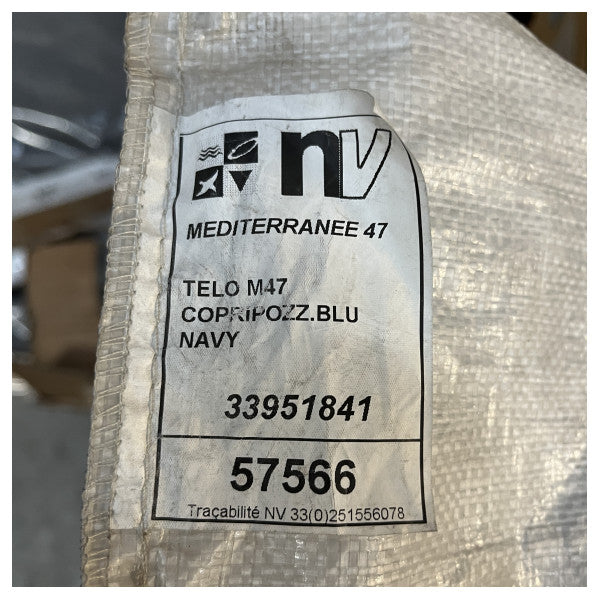 nv
MEDITERRANEE 47
TELO M47
COPRIPOZZ.BLU
NAVY
33951841
57566
Traçabilité NV 33(0)251556078